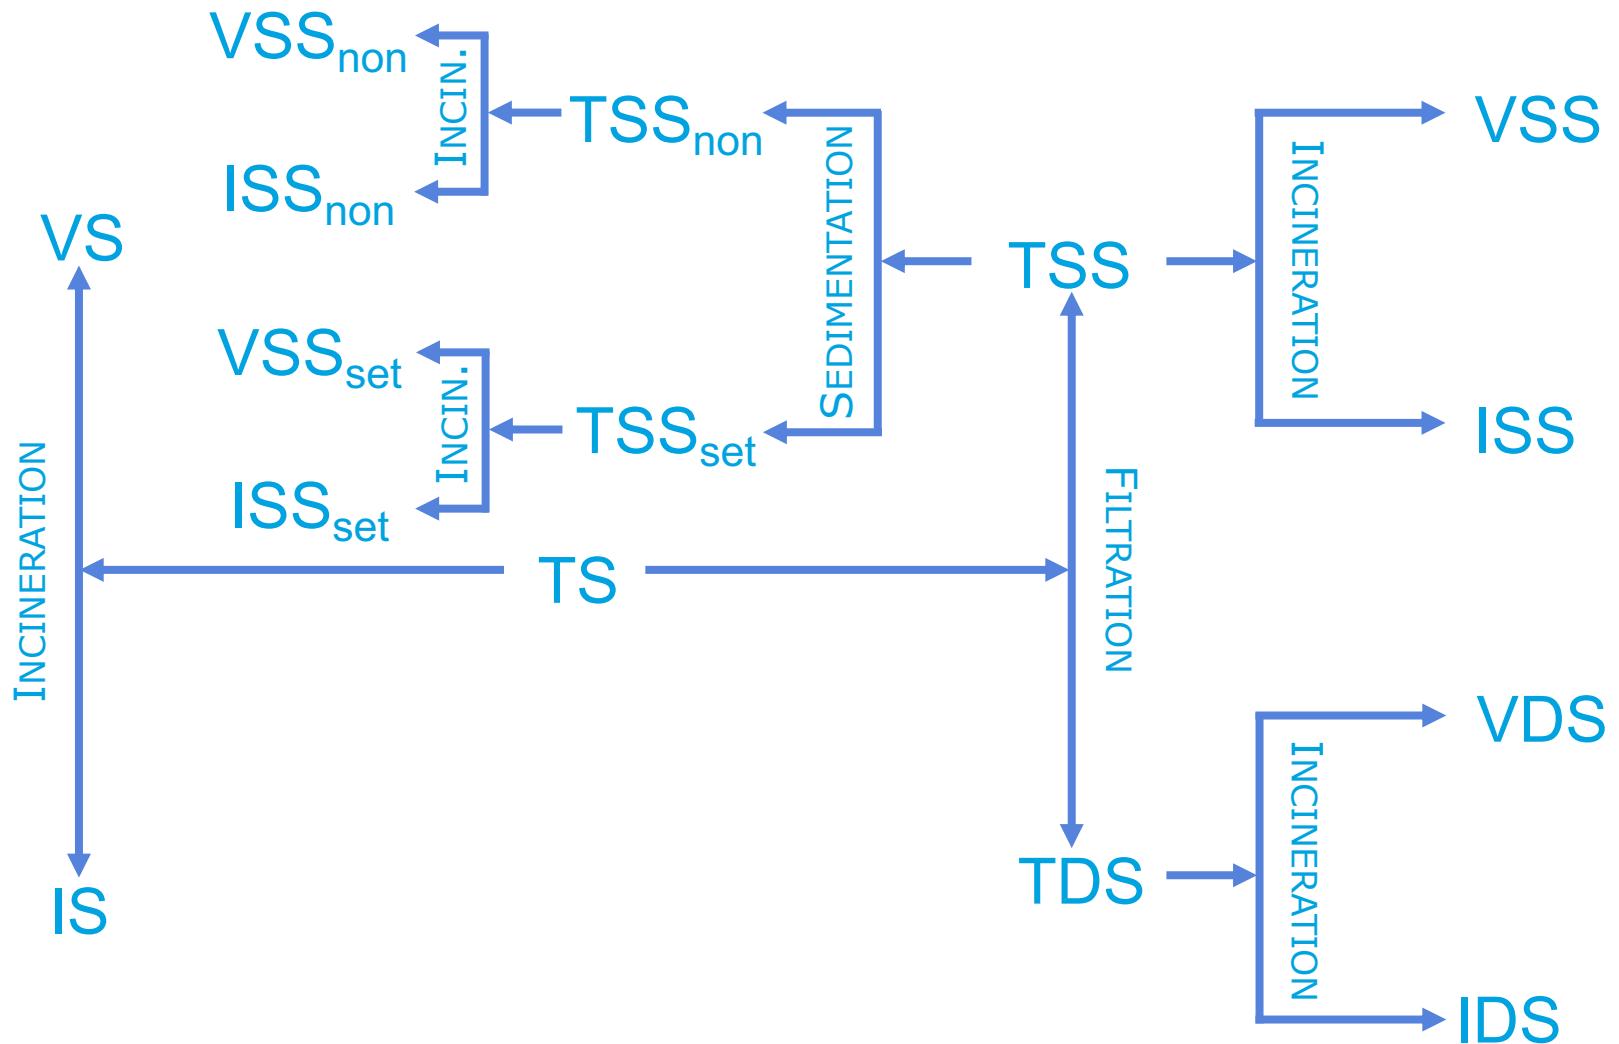 VSSnon
INCIN.
TSSnon
ISSnon
SEDIMENTATION
VSS
INCINERATION
VS
TSS
VSSset
INCIN.
TSSset
ISSset
ISS
INCINERATION
FILTRATION
TS
VDS
INCINERATION
TDS
IS
IDS